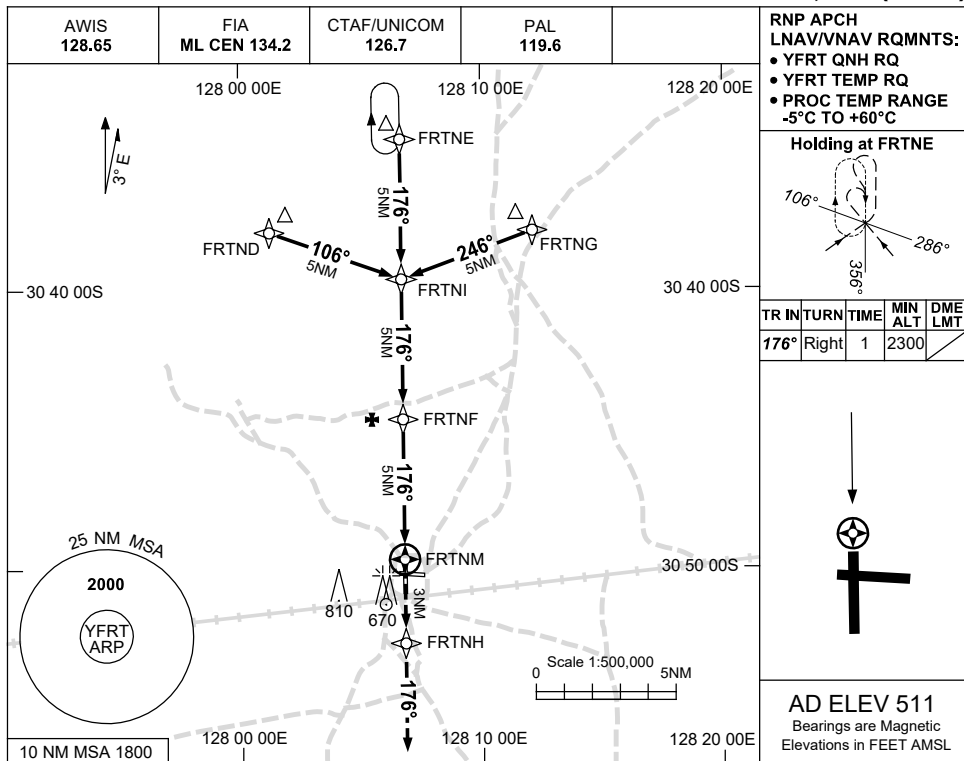 AWIS
128.65
FIA
ML CEN 134.2
CTAF/UNICOM
126.7
PAL
119.6
RNP APCH
LNAV/VNAV RQMNTS:
• YFRT QNH RQ
• YFRT TEMP RQ
• PROC TEMP RANGE
-5°C TO +60°C
128 00 00E
128 10 00E
128 20 00E
3° E
FRTNE
176°
5NM
FRTND
106°
5NM
246°
5NM
FRTNG
FRTNI
30 40 00S
30 40 00S
176°
5NM
FRTNF
176°
5NM
FRTNM
30 50 00S
3NM
810
670
FRTNH
176°
25 NM MSA
2000
YFRT
ARP
Scale 1:500,000
0
5NM
10 NM MSA 1800
128 00 00E
128 10 00E
128 20 00E
Holding at FRTNE
106°
286°
356°
TR IN TURN TIME MIN ALT DME LMT
176° Right 1 2300
AD ELEV 511
Bearings are Magnetic
Elevations in FEET AMSL